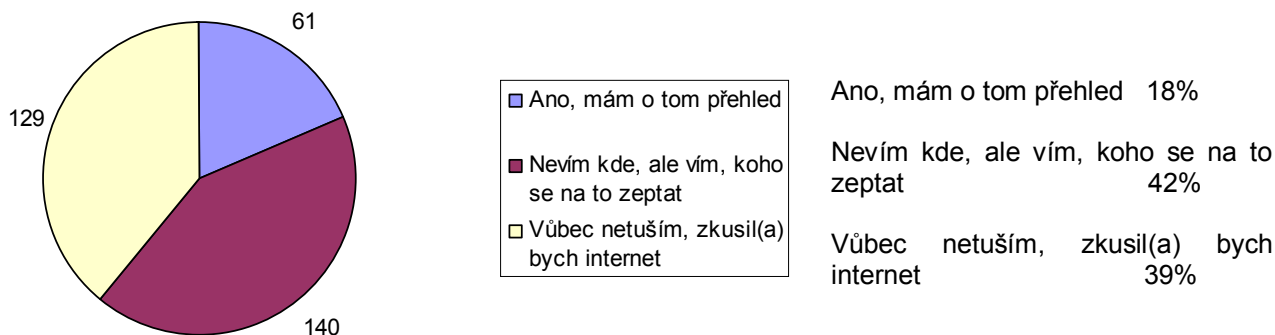 61
129
140
Ano, mám o tom přehled
Nevím kde, ale vím, koho
se na to zeptat
Vůbec netuším, zkusil(a)
bych internet
Ano, mám o tom přehled 18%
Nevím kde, ale vím, koho se na to
zeptat 42%
Vůbec netuším, zkusil(a) bych
internet 39%